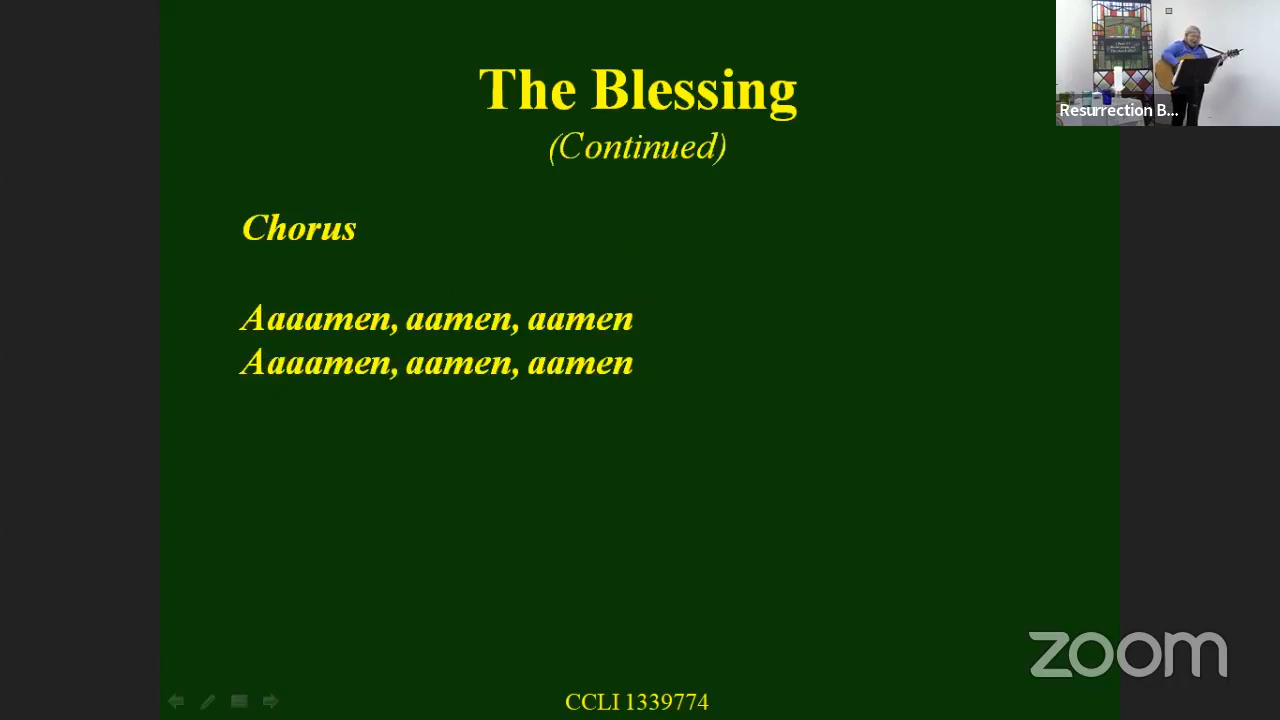 The Blessing
(Continued)
Resurrection B...
Chorus
Aaaamen, aamen, aamen
Aaaamen, aamen, aamen
zoom
CCLI 1339774